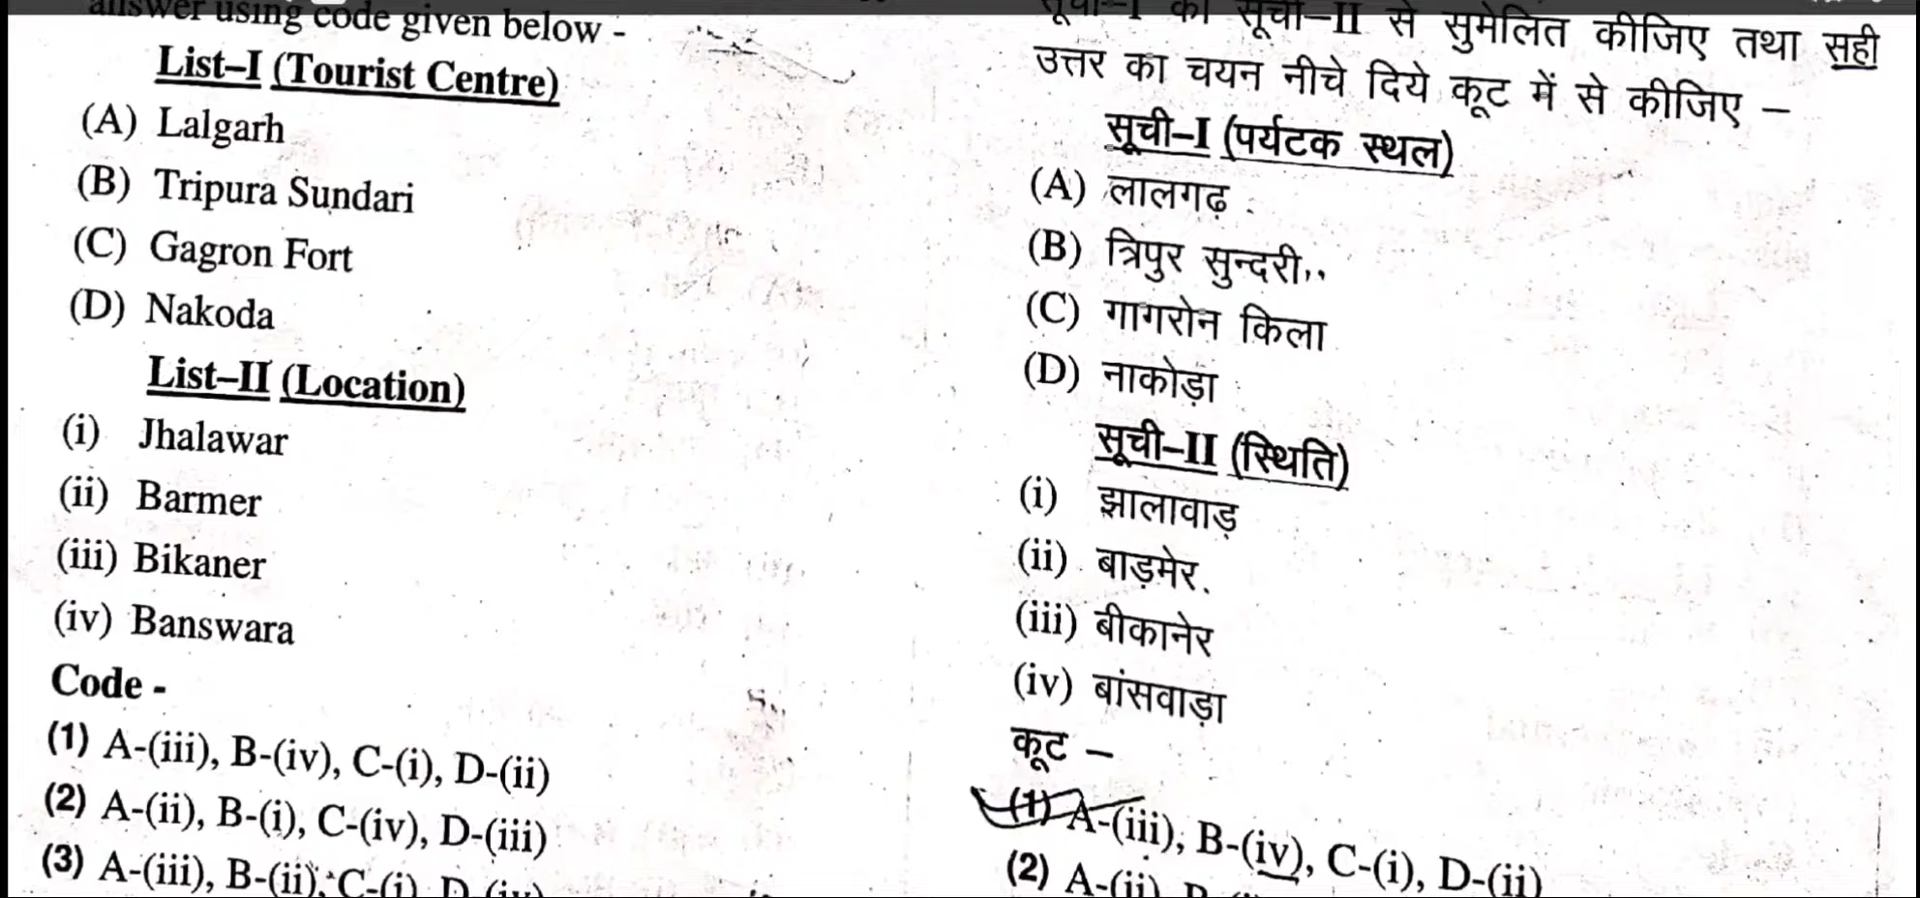 answer using code given below -
List–I (Tourist Centre)
(A) Lalgarh
(B) Tripura Sundari
(C) Gagron Fort
(D) Nakoda
List–II (Location)
(i) Jhalawar
(ii) Barmer
(iii) Bikaner
(iv) Banswara
Code -
(1) A-(iii), B-(iv), C-(i), D-(ii)
(2) A-(ii), B-(i), C-(iv), D-(iii)
(3) A-(iii), B-(ii), C-(i), D-(iv)
सूची–I को सूची–II से सुमेलित कीजिए तथा सही
उत्तर का चयन नीचे दिये कूट में से कीजिए –
सूची–I (पर्यटक स्थल)
(A) लालगढ़
(B) त्रिपुर सुन्दरी
(C) गागरोन किला
(D) नाकोड़ा
सूची–II (स्थिति)
(i) झालावाड़
(ii) बाड़मेर
(iii) बीकानेर
(iv) बांसवाड़ा
कूट –
(1) A-(iii), B-(iv), C-(i), D-(ii)
(2) A-(ii)